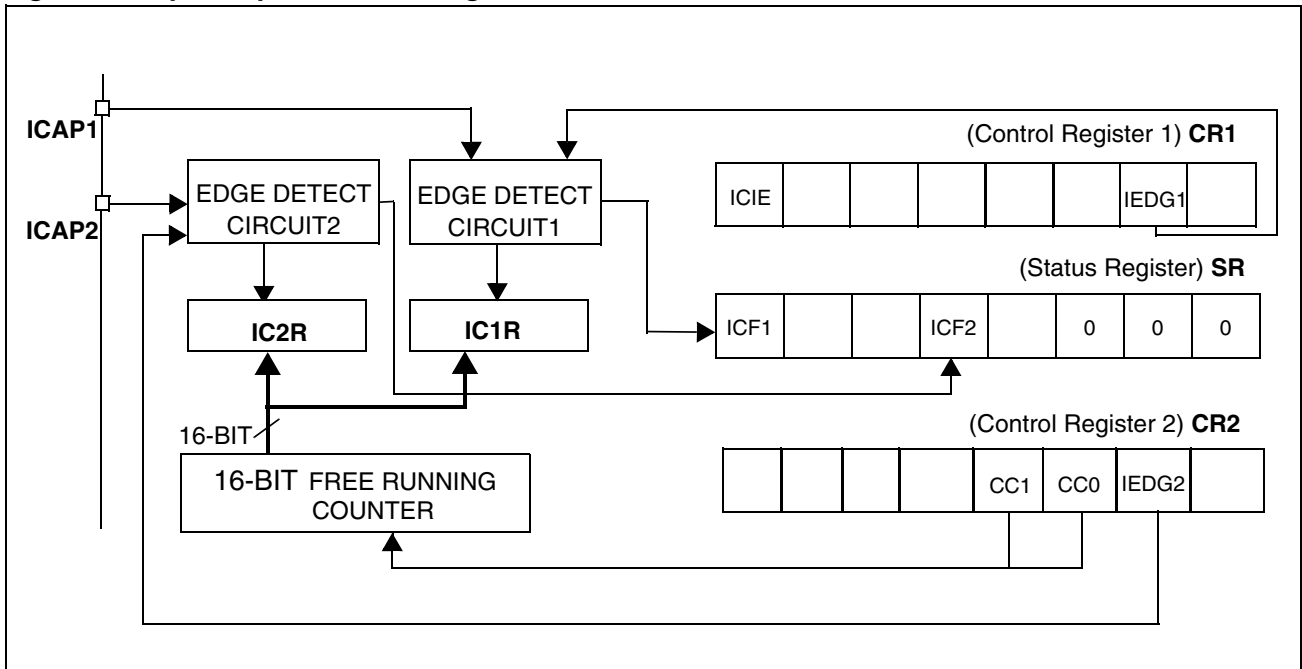 ICAP1
ICAP2
EDGE DETECT
CIRCUIT2
EDGE DETECT
CIRCUIT1
IC2R
IC1R
16-BIT
16-BIT FREE RUNNING
COUNTER
(Control Register 1) CR1
ICIE IEDG1
(Status Register) SR
ICF1 ICF2 0 0 0
(Control Register 2) CR2
CC1 CC0 IEDG2